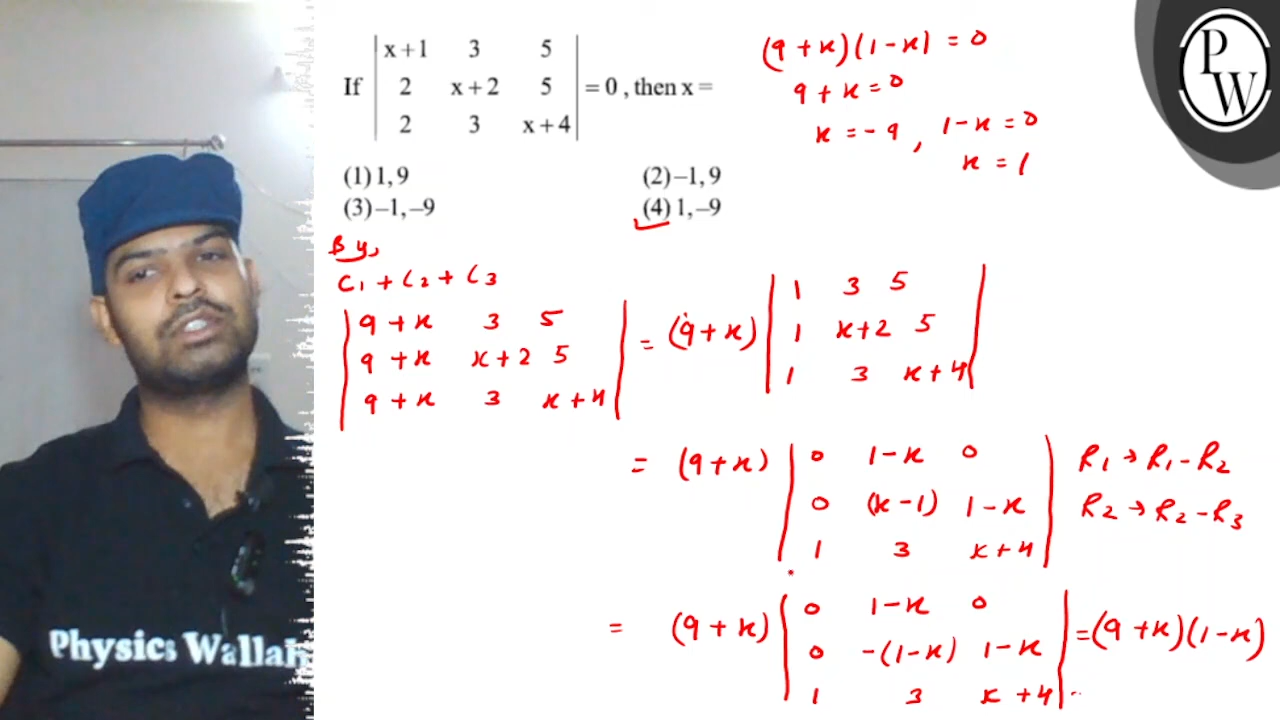 If | x+1 3 5 |
| 2 x+2 5 | = 0 , then x =
| 2 3 x+4 |
(1) 1, 9 (2) –1, 9
(3) –1, –9 (4) 1, –9
(9 + x) (1 - x) = 0
9 + x = 0
x = - 9 , 1 - x = 0
x = 1
PW
By,
C1 + C2 + C3
| 9 + x 3 5 |
| 9 + x x + 2 5 |
| 9 + x 3 x + 4 |
= (9 + x) | 1 3 5 |
| 1 x+2 5 |
| 1 3 x+4 |
= (9+x) | 0 1-x 0 | R1 → R1 - R2
| 0 (x-1) 1-x | R2 → R2 - R3
| 1 3 x+4 |
= (9+x) | 0 1-x 0 |
| 0 -(1-x) 1-x | = (9+x)(1-x)
| 1 3 x+4 |
Physics Wallah